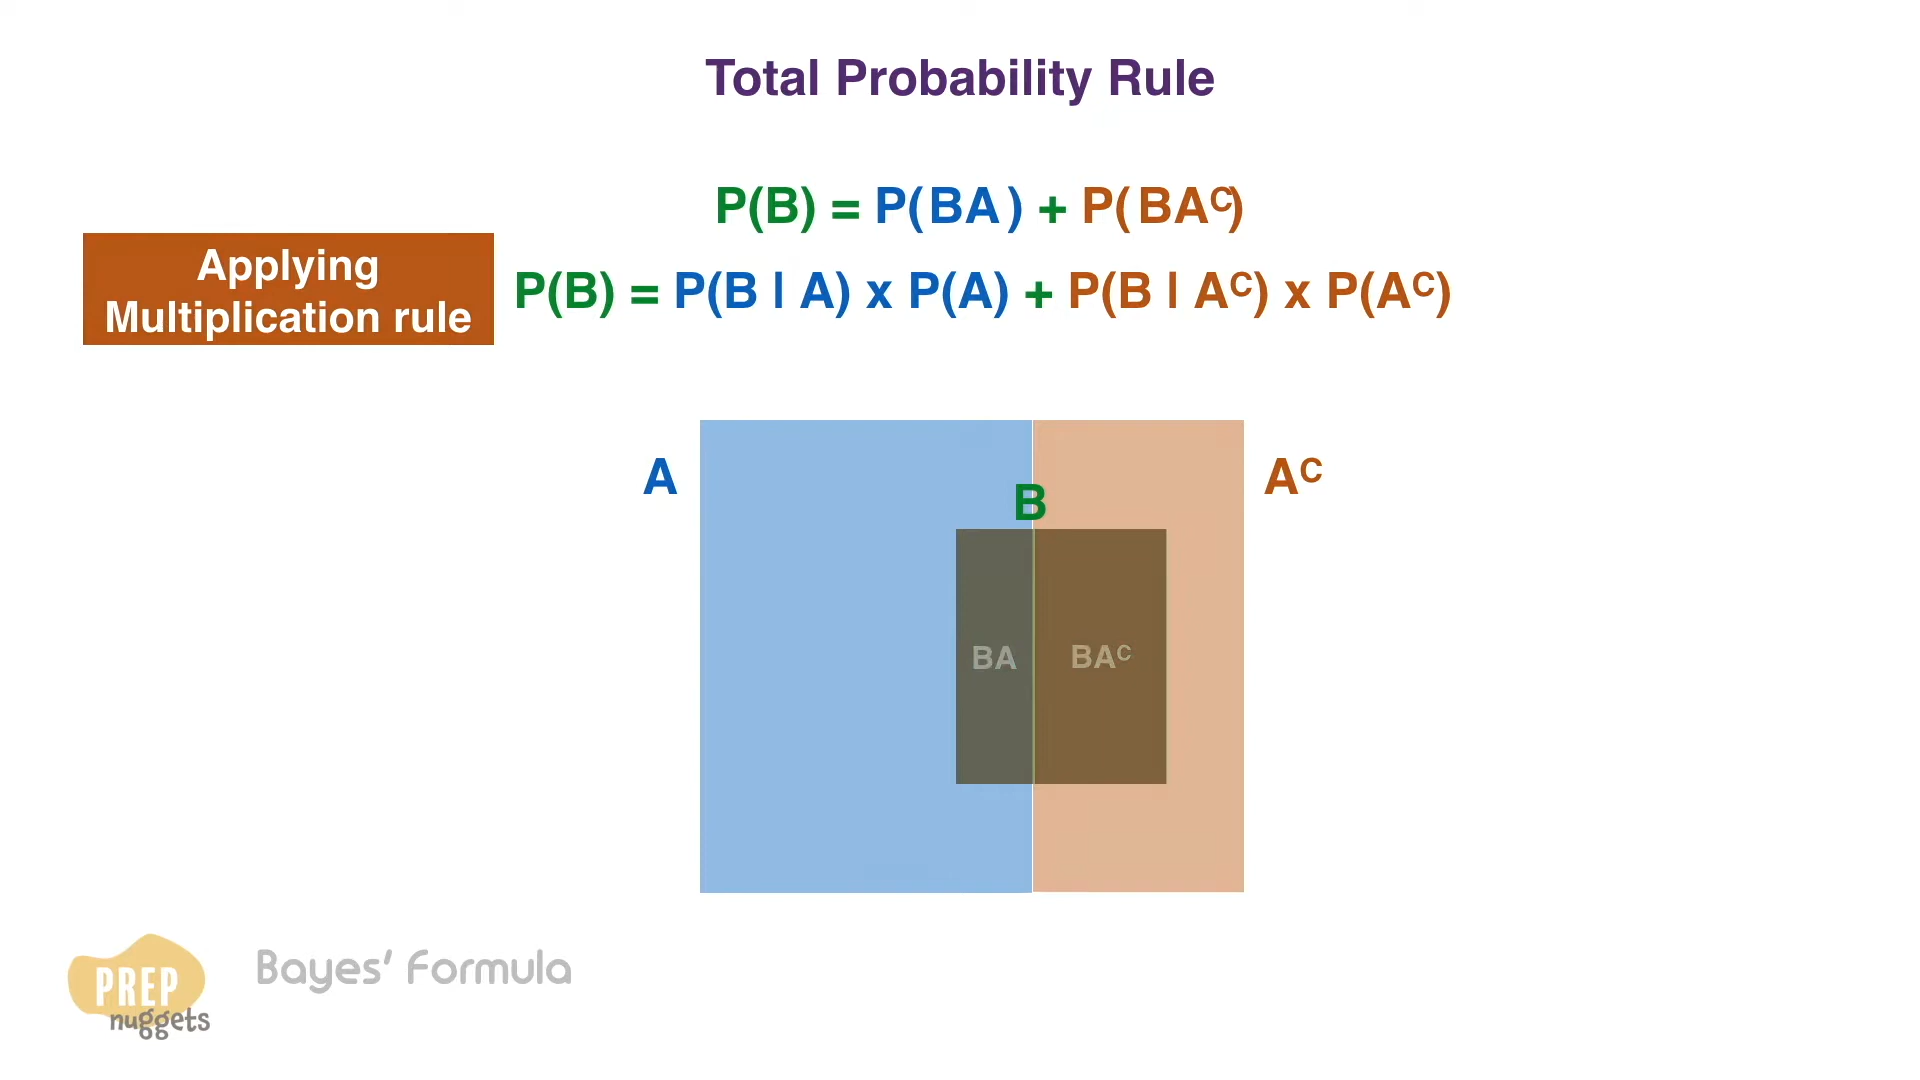 Total Probability Rule
P(B) = P(BA) + P(BAᶜ)
Applying
Multiplication rule
P(B) = P(B | A) x P(A) + P(B | Aᶜ) x P(Aᶜ)
A
B
Aᶜ
BA
BAᶜ
PREP
nuggets
Bayes' Formula